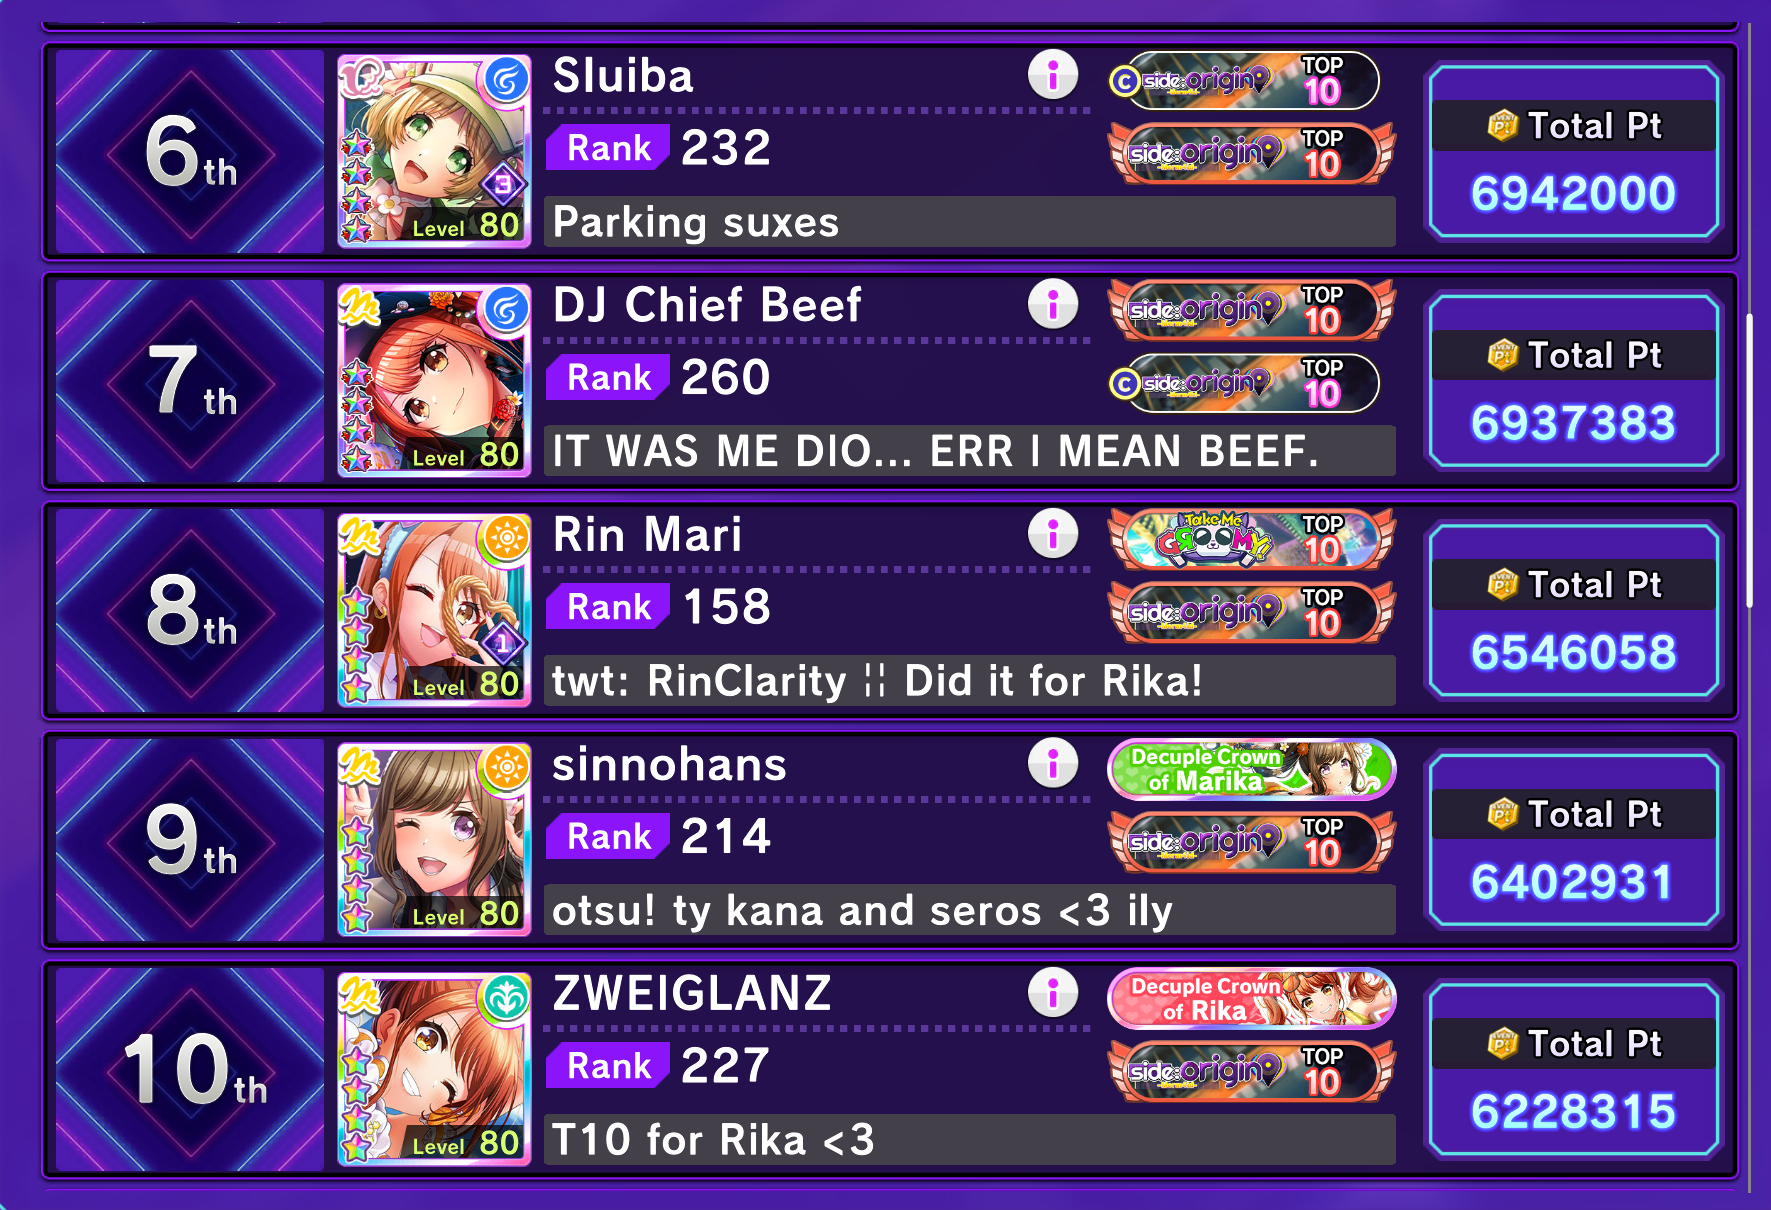 6th
Sluiba
C side:origin TOP 10
Rank 232
side:origin TOP 10
Parking suxes
Level 80
3
Total Pt
6942000
7th
DJ Chief Beef
side:origin TOP 10
Rank 260
C side:origin TOP 10
IT WAS ME DIO... ERR I MEAN BEEF.
Level 80
Total Pt
6937383
8th
Rin Mari
Take Me GROOMY! TOP 10
Rank 158
side:origin TOP 10
twt: RinClarity ¦¦ Did it for Rika!
Level 80
1
Total Pt
6546058
9th
sinnohans
Decuple Crown
of Marika
Rank 214
side:origin TOP 10
otsu! ty kana and seros <3 ily
Level 80
Total Pt
6402931
10th
ZWEIGLANZ
Decuple Crown
of Rika
Rank 227
side:origin TOP 10
T10 for Rika <3
Level 80
Total Pt
6228315